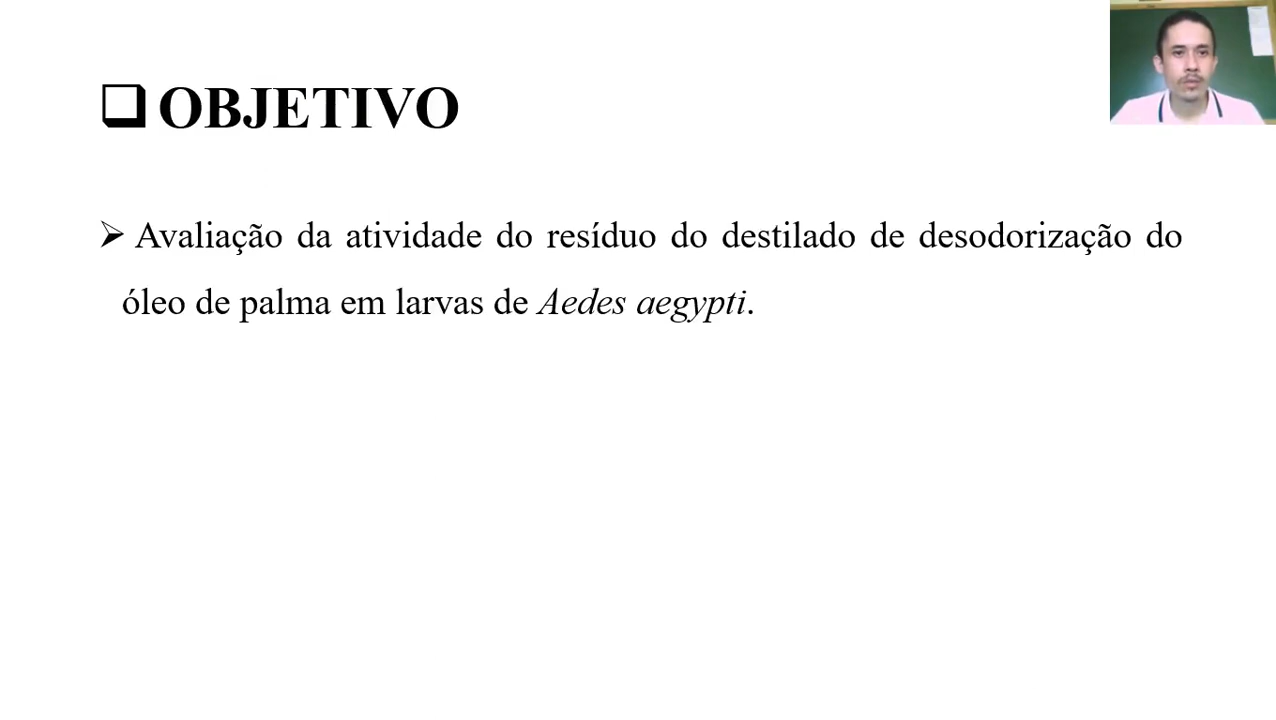 OBJETIVO
Avaliação da atividade do resíduo do destilado de desodorização do
óleo de palma em larvas de Aedes aegypti.